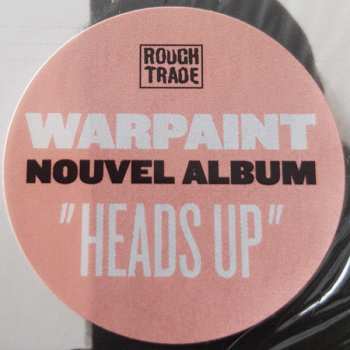 ROUGH
TRADE
WARPAINT
NOUVEL ALBUM
"HEADS UP"